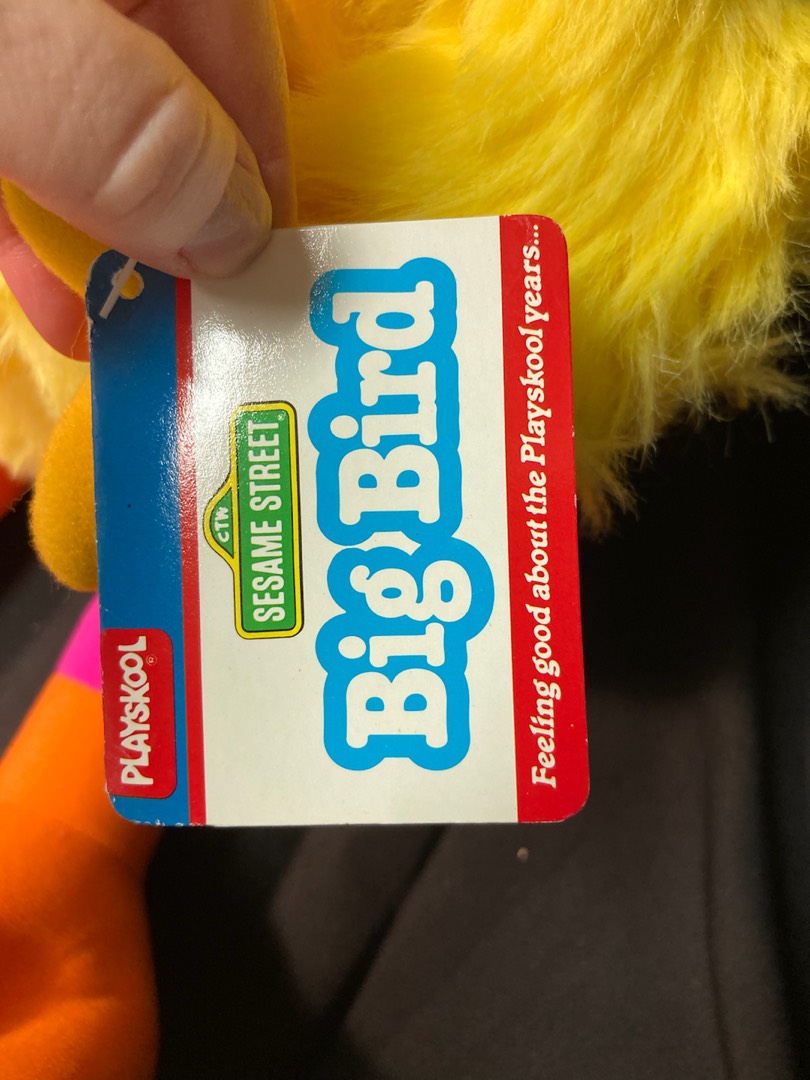 PLAYSKOOL®
CTW
SESAME STREET
Big Bird
Feeling good about the Playskool years...